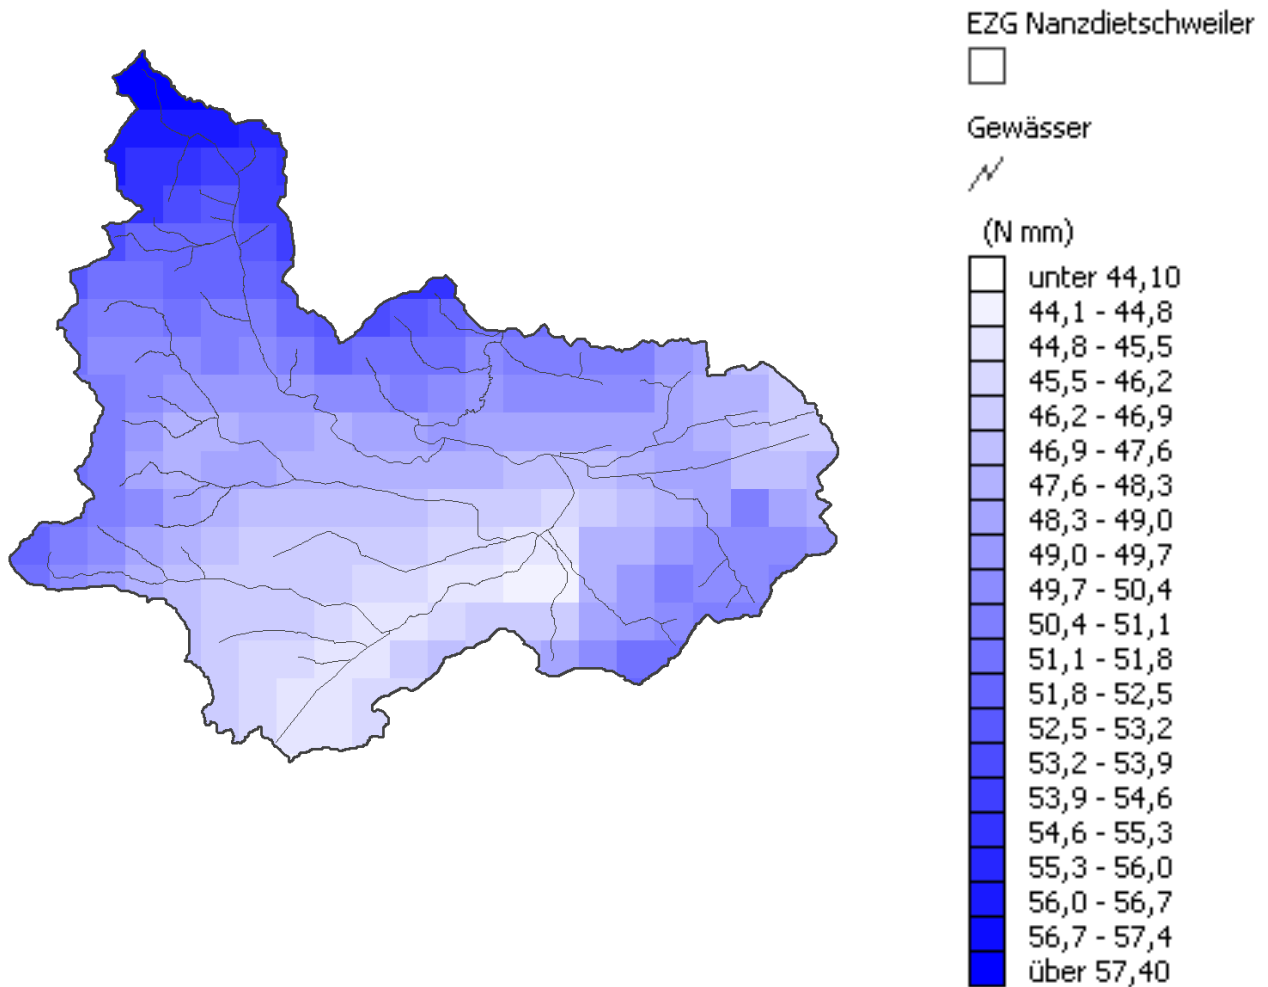 EZG Nanzdietschweiler
Gewässer
(N mm)
unter 44,10
44,1 - 44,8
44,8 - 45,5
45,5 - 46,2
46,2 - 46,9
46,9 - 47,6
47,6 - 48,3
48,3 - 49,0
49,0 - 49,7
49,7 - 50,4
50,4 - 51,1
51,1 - 51,8
51,8 - 52,5
52,5 - 53,2
53,2 - 53,9
53,9 - 54,6
54,6 - 55,3
55,3 - 56,0
56,0 - 56,7
56,7 - 57,4
über 57,40